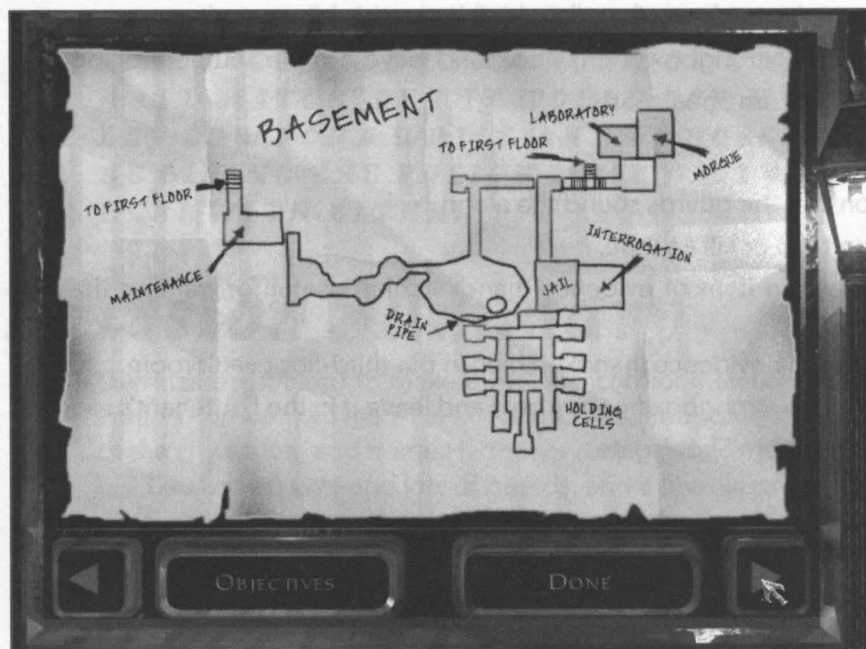 BASEMENT
LABORATORY
TO FIRST FLOOR
MORGUE
TO FIRST FLOOR
INTERROGATION
MAINTENANCE
JAIL
DRAIN
PIPE
HOLDING
CELLS
OBJECTIVES
DONE